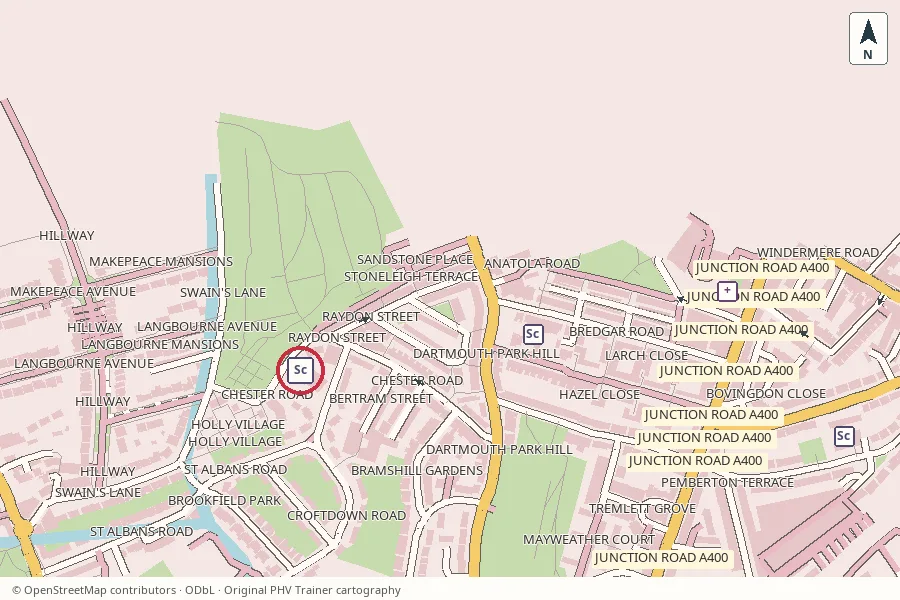 N
HILLWAY
WINDERMERE ROAD
MAKEPEACE MANSIONS
SANDSTONE PLACE
ANATOLA ROAD
JUNCTION ROAD A400
STONELEIGH TERRACE
MAKEPEACE AVENUE
SWAIN'S LANE
JUNCTION ROAD A400
+
RAYDON STREET
HILLWAY
LANGBOURNE AVENUE
JUNCTION ROAD A400
RAYDON STREET
Sc
BREDGAR ROAD
LANGBOURNE MANSIONS
DARTMOUTH PARK HILL
LARCH CLOSE
LANGBOURNE AVENUE
Sc
JUNCTION ROAD A400
CHESTER ROAD
CHESTER ROAD
HAZEL CLOSE
BOVINGDON CLOSE
HILLWAY
BERTRAM STREET
JUNCTION ROAD A400
HOLLY VILLAGE
JUNCTION ROAD A400
Sc
HOLLY VILLAGE
DARTMOUTH PARK HILL
JUNCTION ROAD A400
HILLWAY
ST ALBANS ROAD
BRAMSHILL GARDENS
PEMBERTON TERRACE
SWAIN'S LANE
BROOKFIELD PARK
TREMLETT GROVE
CROFTDOWN ROAD
ST ALBANS ROAD
MAYWEATHER COURT
JUNCTION ROAD A400
© OpenStreetMap contributors · ODbL · Original PHV Trainer cartography